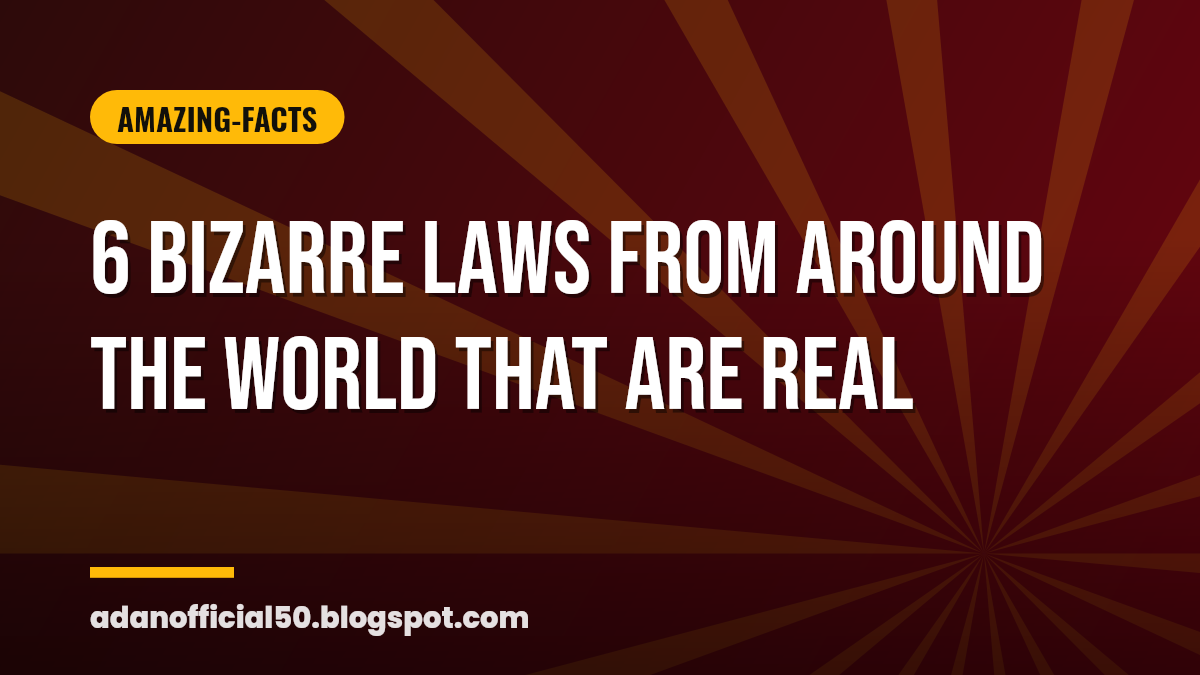 AMAZING-FACTS
6 BIZARRE LAWS FROM AROUND
THE WORLD THAT ARE REAL
adanofficial50.blogspot.com